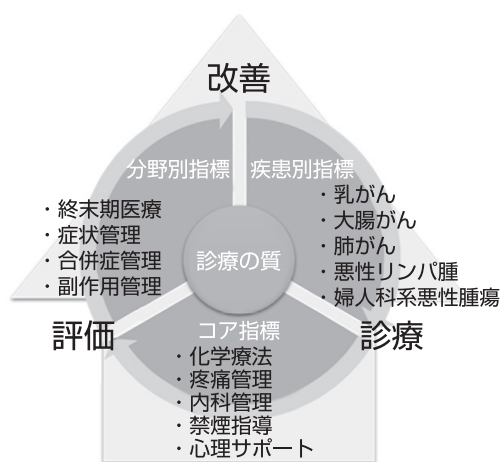 改善
分野別指標
・終末期医療
・症状管理
・合併症管理
・副作用管理
疾患別指標
・乳がん
・大腸がん
・肺がん
・悪性リンパ腫
・婦人科系悪性腫瘍
診療の質
評価
診療
コア指標
・化学療法
・疼痛管理
・内科管理
・禁煙指導
・心理サポート